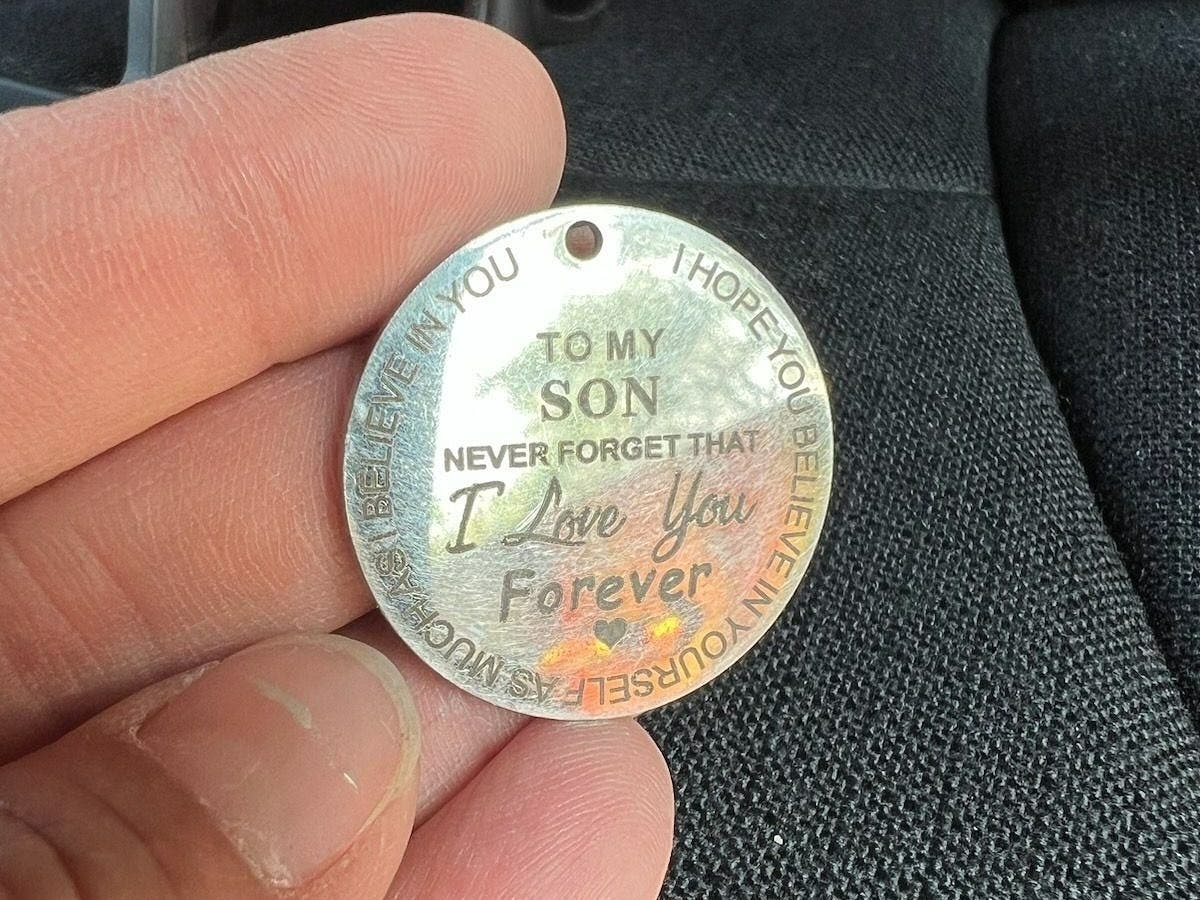 TO MY
SON
NEVER FORGET THAT
I Love You
Forever
I HOPE YOU BELIEVE IN YOURSELF AS MUCH AS I BELIEVE IN YOU